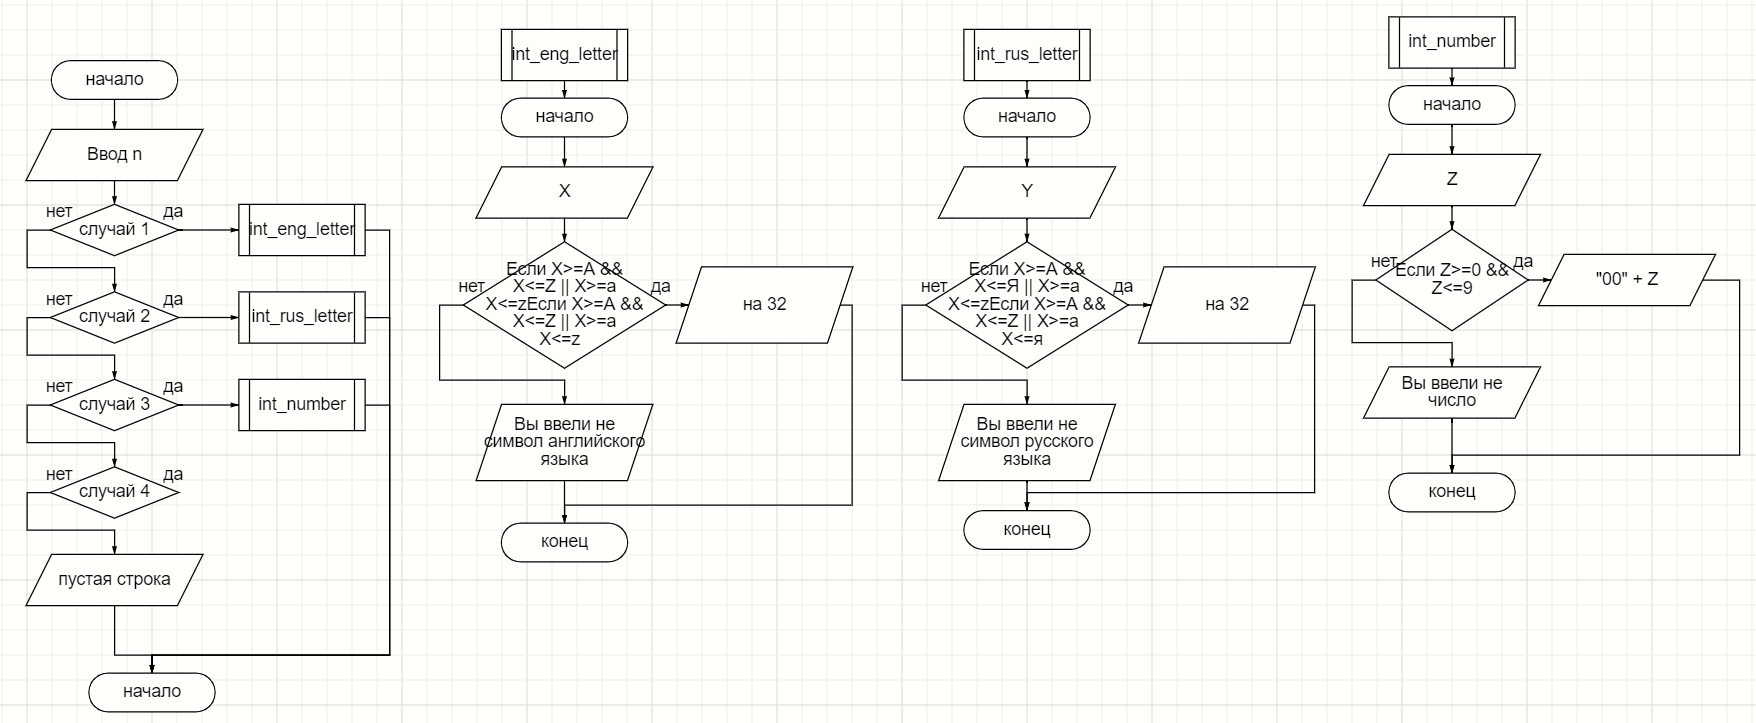 начало
Ввод n
нет
да
случай 1
int_eng_letter
нет
да
случай 2
int_rus_letter
нет
да
случай 3
int_number
нет
да
случай 4
пустая строка
начало
int_eng_letter
начало
X
нет
да
Если X>=A &&
X<=Z || X>=a
X<=zЕсли X>=A &&
X<=Z || X>=a
X<=z
на 32
Вы ввели не
символ английского
языка
конец
int_rus_letter
начало
Y
нет
да
Если X>=A &&
X<=Я || X>=a
X<=zЕсли X>=A &&
X<=Z || X>=a
X<=я
на 32
Вы ввели не
символ русского
языка
конец
int_number
начало
Z
нет
да
Если Z>=0 &&
Z<=9
"00" + Z
Вы ввели не
число
конец